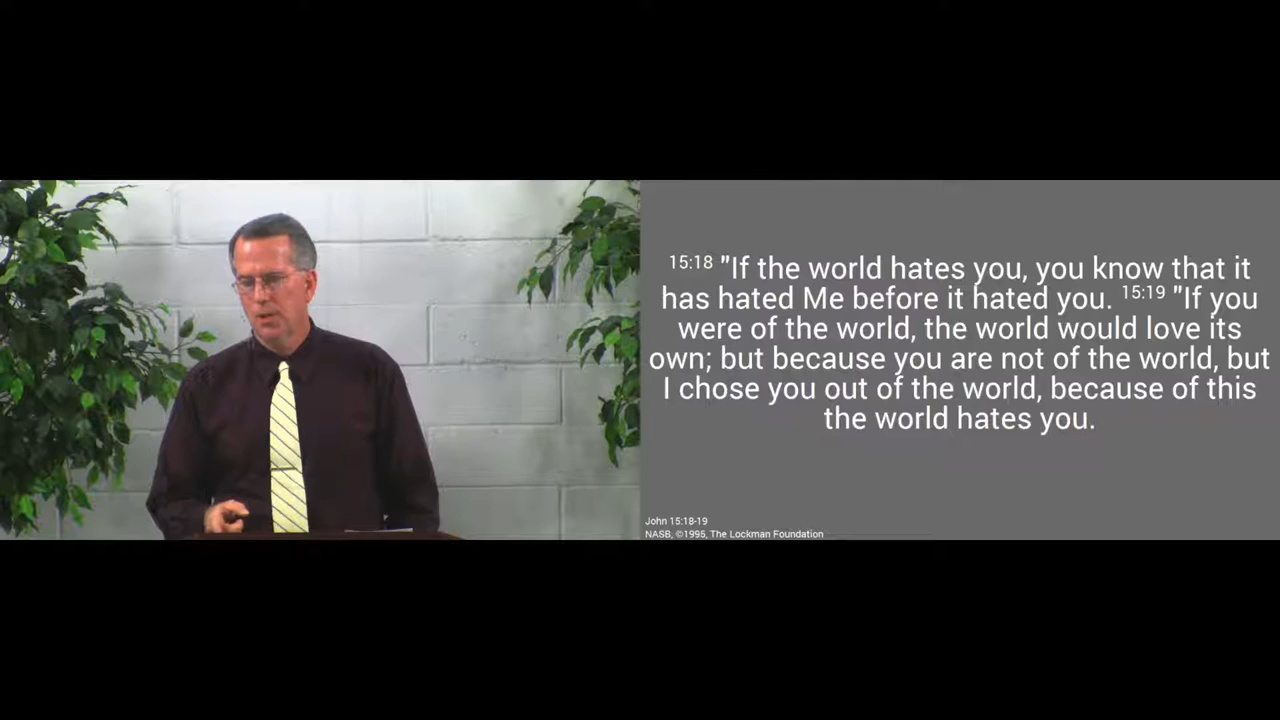 15:18 "If the world hates you, you know that it
has hated Me before it hated you. 15:19 "If you
were of the world, the world would love its
own; but because you are not of the world, but
I chose you out of the world, because of this
the world hates you.
John 15:18-19
NASB, ©1995, The Lockman Foundation